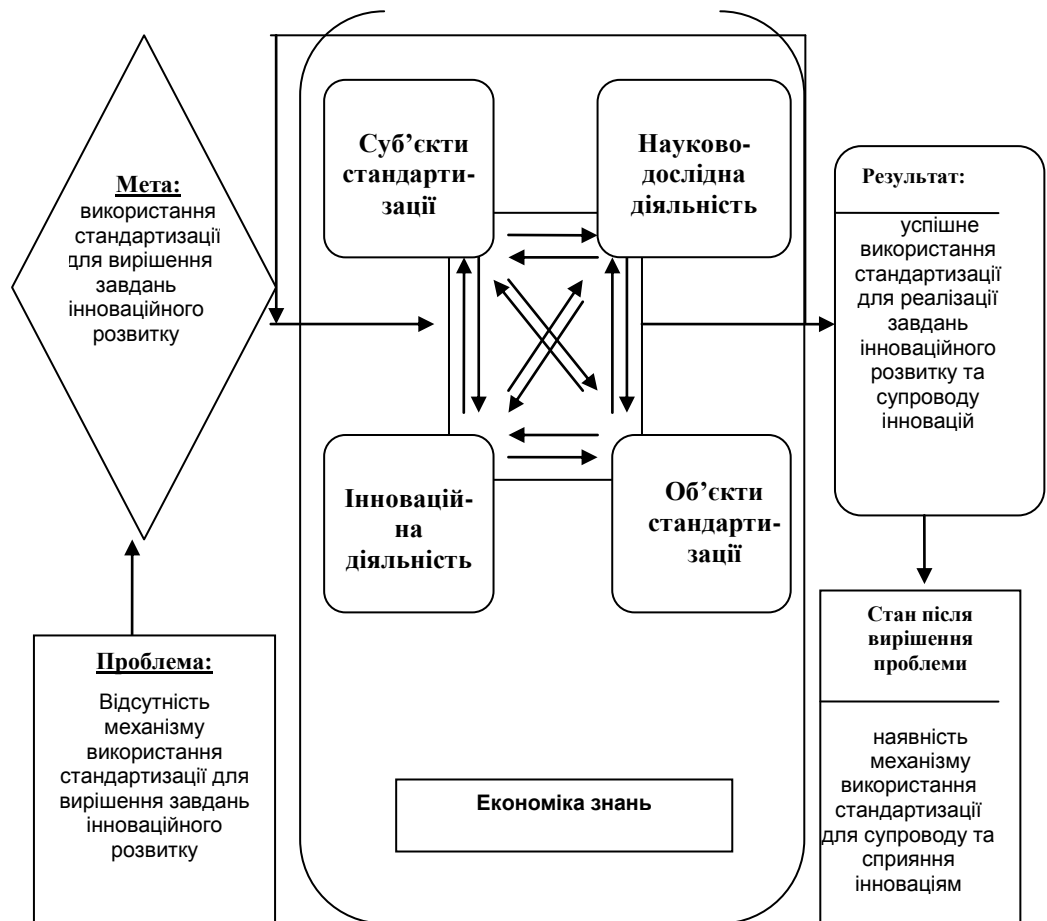 Мета:
використання
стандартизації
для вирішення
завдань
інноваційного
розвитку
Проблема:
Відсутність
механізму
використання
стандартизації для
вирішення завдань
інноваційного
розвитку
Суб’єкти
стандарти-
зації
Науково-
дослідна
діяльність
Інновацій-
на
діяльність
Об’єкти
стандарти-
зації
Економіка знань
Результат:
успішне
використання
стандартизації
для реалізації
завдань
інноваційного
розвитку та
супроводу
інновацій
Стан після
вирішення
проблеми
наявність
механізму
використання
стандартизації
для супроводу та
сприяння
інноваціям